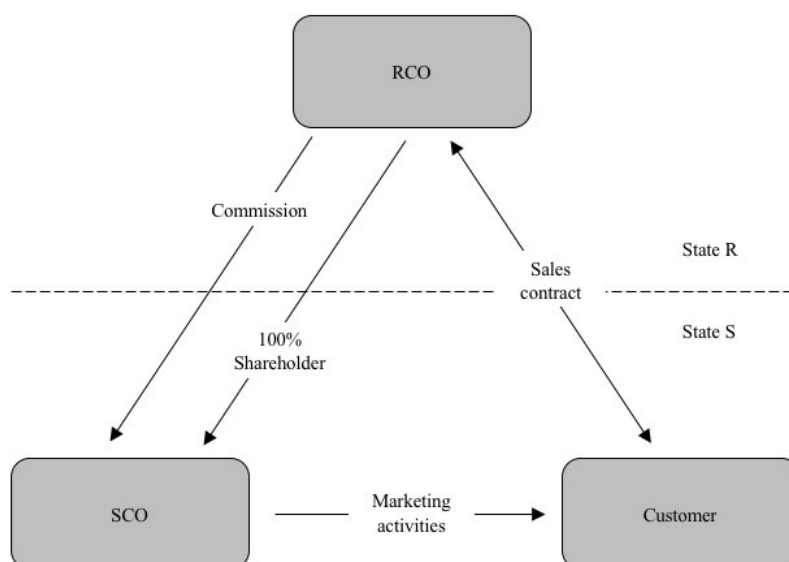 RCO
Commission
State R
Sales
contract
State S
100%
Shareholder
SCO
Marketing
activities
Customer